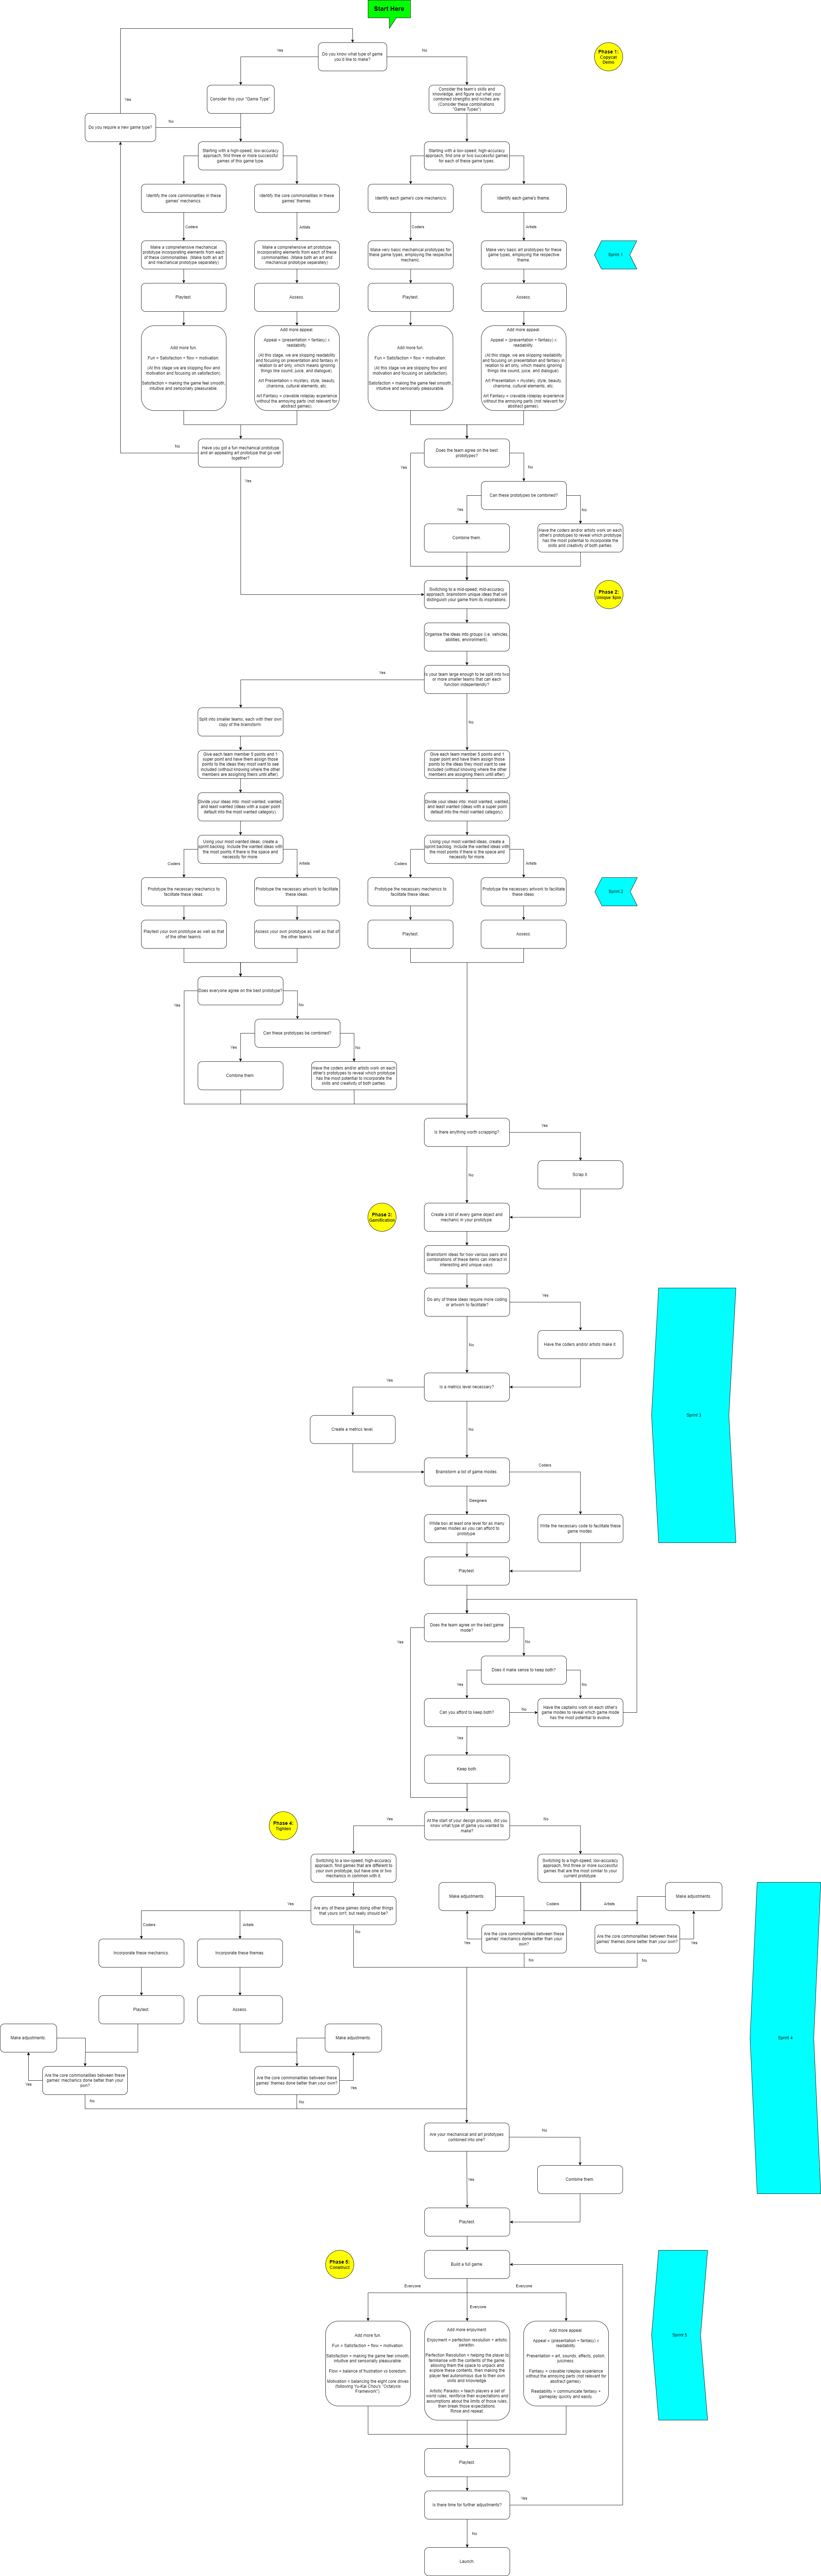 Start Here
Do you know what type of game
you'd like to make?
Yes
No
Phase 1:
Copycat
Demo
Consider this your "Game Type"
Consider the team's skills and
knowledge, and figure out what your
combined strengths and niches are.
(Consider these combinations
"Game Types")
Yes
Do you require a new game type?
No
Starting with a high-speed, low-accuracy
approach, find three or more successful
games of this game type.
Starting with a low-speed, high-accuracy
approach, find one or two successful games
for each of these game types.
Identify the core commonalities in these
games' mechanics.
Identify the core commonalities in these
games' themes.
Identify each game's core mechanic/s.
Identify each game's theme.
Coders
Artists
Coders
Artists
Make a comprehensive mechanical
prototype incorporating elements from each
of these commonalities. (Make both an art
and mechanical prototype separately)
Make a comprehensive art prototype
incorporating elements from each of these
commonalities. (Make both an art and
mechanical prototype separately)
Make very basic mechanical prototypes for
these game types, employing the respective
mechanic.
Make very basic art prototypes for these
game types, employing the respective
theme.
Sprint 1
Playtest.
Assess.
Playtest.
Assess.
Add more fun.
Fun = Satisfaction + flow + motivation.
(At this stage we are skipping flow and
motivation and focusing on satisfaction).
Satisfaction = making the game feel smooth,
intuitive and sensorially pleasurable.
Add more appeal.
Appeal = (presentation + fantasy) x
readability.
(At this stage, we are skipping readability
and focusing on presentation and fantasy in
relation to art only, which means ignoring
things like sound, juice, and dialogue).
Art Presentation = mystery, style, beauty,
charisma, cultural elements, etc.
Art Fantasy = cravable roleplay experience
without the annoying parts (not relevant for
abstract games).
Add more fun.
Fun = Satisfaction + flow + motivation.
(At this stage we are skipping flow and
motivation and focusing on satisfaction).
Satisfaction = making the game feel smooth,
intuitive and sensorially pleasurable.
Add more appeal.
Appeal = (presentation + fantasy) x
readability.
(At this stage, we are skipping readability
and focusing on presentation and fantasy in
relation to art only, which means ignoring
things like sound, juice, and dialogue).
Art Presentation = mystery, style, beauty,
charisma, cultural elements, etc.
Art Fantasy = cravable roleplay experience
without the annoying parts (not relevant for
abstract games).
No
Have you got a fun mechanical prototype
and an appealing art prototype that go well
together?
Yes
Does the team agree on the best
prototypes?
Yes
No
Can these prototypes be combined?
Yes
No
Combine them.
Have the coders and/or artists work on each
other's prototypes to reveal which prototype
has the most potential to incorporate the
skills and creativity of both parties.
Switching to a mid-speed, mid-accuracy
approach, brainstorm unique ideas that will
distinguish your game from its inspirations.
Phase 2:
Unique Spin
Organise the ideas into groups (i.e. vehicles,
abilities, environment).
Is your team large enough to be split into two
or more smaller teams that can each
function independently?
Yes
No
Split into smaller teams, each with their own
copy of the brainstorm.
Give each team member 5 points and 1
super point and have them assign those
points to the ideas they most want to see
included (without knowing where the other
members are assigning theirs until after).
Give each team member 5 points and 1
super point and have them assign those
points to the ideas they most want to see
included (without knowing where the other
members are assigning theirs until after).
Divide your ideas into: most wanted, wanted,
and least wanted (ideas with a super point
default into the most wanted category).
Divide your ideas into: most wanted, wanted,
and least wanted (ideas with a super point
default into the most wanted category).
Using your most wanted ideas, create a
sprint backlog. Include the wanted ideas with
the most points if there is the space and
necessity for more.
Using your most wanted ideas, create a
sprint backlog. Include the wanted ideas with
the most points if there is the space and
necessity for more.
Coders
Artists
Coders
Artists
Prototype the necessary mechanics to
facilitate these ideas.
Prototype the necessary artwork to facilitate
these ideas.
Prototype the necessary mechanics to
facilitate these ideas.
Prototype the necessary artwork to facilitate
these ideas.
Sprint 2
Playtest your own prototype as well as that
of the other team/s.
Assess your own prototype as well as that of
the other team/s.
Playtest.
Assess.
Does everyone agree on the best prototype?
Yes
No
Can these prototypes be combined?
Yes
No
Combine them.
Have the coders and/or artists work on each
other's prototypes to reveal which prototype
has the most potential to incorporate the
skills and creativity of both parties.
Is there anything worth scrapping?
Yes
No
Scrap it.
Phase 3:
Gamification
Create a list of every game object and
mechanic in your prototype.
Brainstorm ideas for how various pairs and
combinations of these items can interact in
interesting and unique ways.
Do any of these ideas require more coding
or artwork to facilitate?
Yes
No
Have the coders and/or artists make it.
Is a metrics level necessary?
Yes
No
Create a metrics level.
Sprint 3
Brainstorm a list of game modes.
Coders
Designers
White box at least one level for as many
games modes as you can afford to
prototype.
Write the necessary code to facilitate these
game modes.
Playtest
Does the team agree on the best game
mode?
Yes
No
Does it make sense to keep both?
Yes
No
Can you afford to keep both?
No
Have the captains work on each other's
game modes to reveal which game mode
has the most potential to evolve.
Yes
Keep both.
Phase 4:
Tighten
At the start of your design process, did you
know what type of game you wanted to
make?
Yes
No
Switching to a low-speed, high-accuracy
approach, find games that are different to
your own prototype, but have one or two
mechanics in common with it.
Switching to a high-speed, low-accuracy
approach, find three or more successful
games that are the most similar to your
current prototype.
Are any of these games doing other things
that yours isn't, but really should be?
Yes
No
Make adjustments.
Coders
Artists
Make adjustments.
Coders
Artists
Are the core commonalities between these
games' mechanics done better than your
own?
Yes
No
Are the core commonalities between these
games' themes done better than your own?
Yes
No
Incorporate these mechanics.
Incorporate these themes.
Playtest
Assess.
Make adjustments.
Make adjustments.
Sprint 4
Are the core commonalities between these
games' mechanics done better than your
own?
Yes
No
Are the core commonalities between these
games' themes done better than your own?
Yes
No
Are your mechanical and art prototypes
combined into one?
No
Yes
Combine them.
Playtest
Phase 5:
Construct
Build a full game.
Everyone
Everyone
Everyone
Add more fun.
Fun = Satisfaction + flow + motivation.
Satisfaction = making the game feel smooth,
intuitive and sensorially pleasurable.
Flow = balance of frustration vs boredom.
Motivation = balancing the eight core drives
(following Yu-Kai Chou's "Octalysis
Framework").
Add more enjoyment.
Enjoyment = perfection resolution + artistic
paradox.
Perfection Resolution = helping the player to
familiarise with the contents of the game,
allowing them the space to unpack and
explore these contents, then making the
player feel autonomous due to their own
skills and knowledge.
Artistic Paradox = teach players a set of
world rules, reinforce their expectations and
assumptions about the limits of those rules,
then break those expectations.
Rinse and repeat.
Add more appeal.
Appeal = (presentation + fantasy) x
readability.
Presentation = art, sounds, effects, polish,
juiciness.
Fantasy = cravable roleplay experience
without the annoying parts (not relevant for
abstract games).
Readability = communicate fantasy +
gameplay quickly and easily.
Sprint 5
Playtest
Is there time for further adjustments?
Yes
No
Launch.